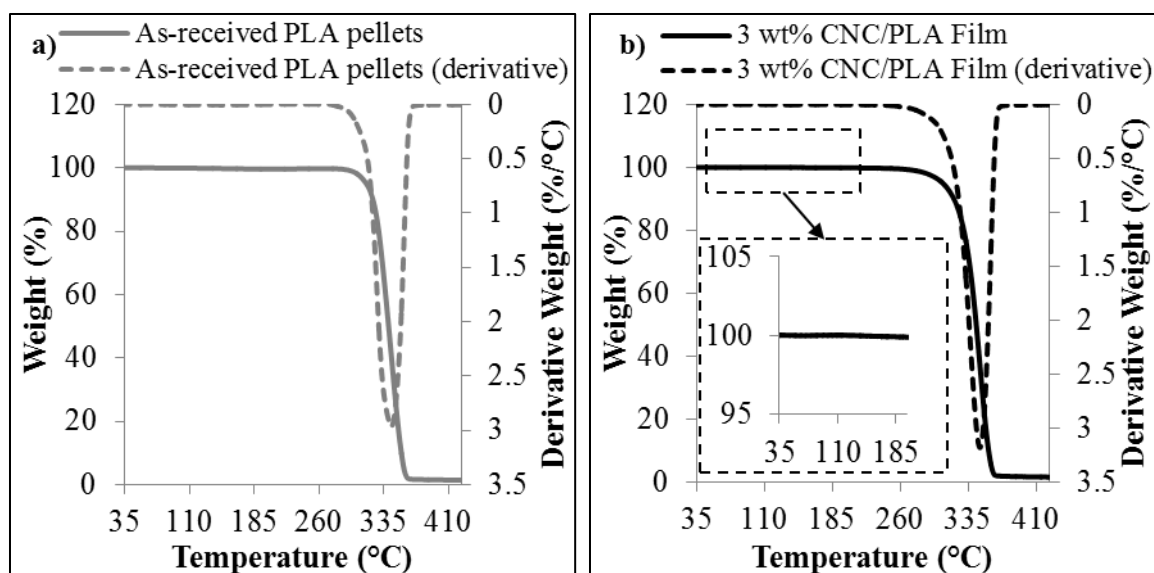 a)
As-received PLA pellets
As-received PLA pellets (derivative)
120
100
80
60
40
20
0
Weight (%)
0
0.5
1
1.5
2
2.5
3
3.5
Derivative Weight (%/°C)
35 110 185 260 335 410
Temperature (°C)
b)
3 wt% CNC/PLA Film
3 wt% CNC/PLA Film (derivative)
120
100
80
60
40
20
0
Weight (%)
105
100
95
35 110 185
0
0.5
1
1.5
2
2.5
3
3.5
Derivative Weight (%/°C)
35 110 185 260 335 410
Temperature (°C)